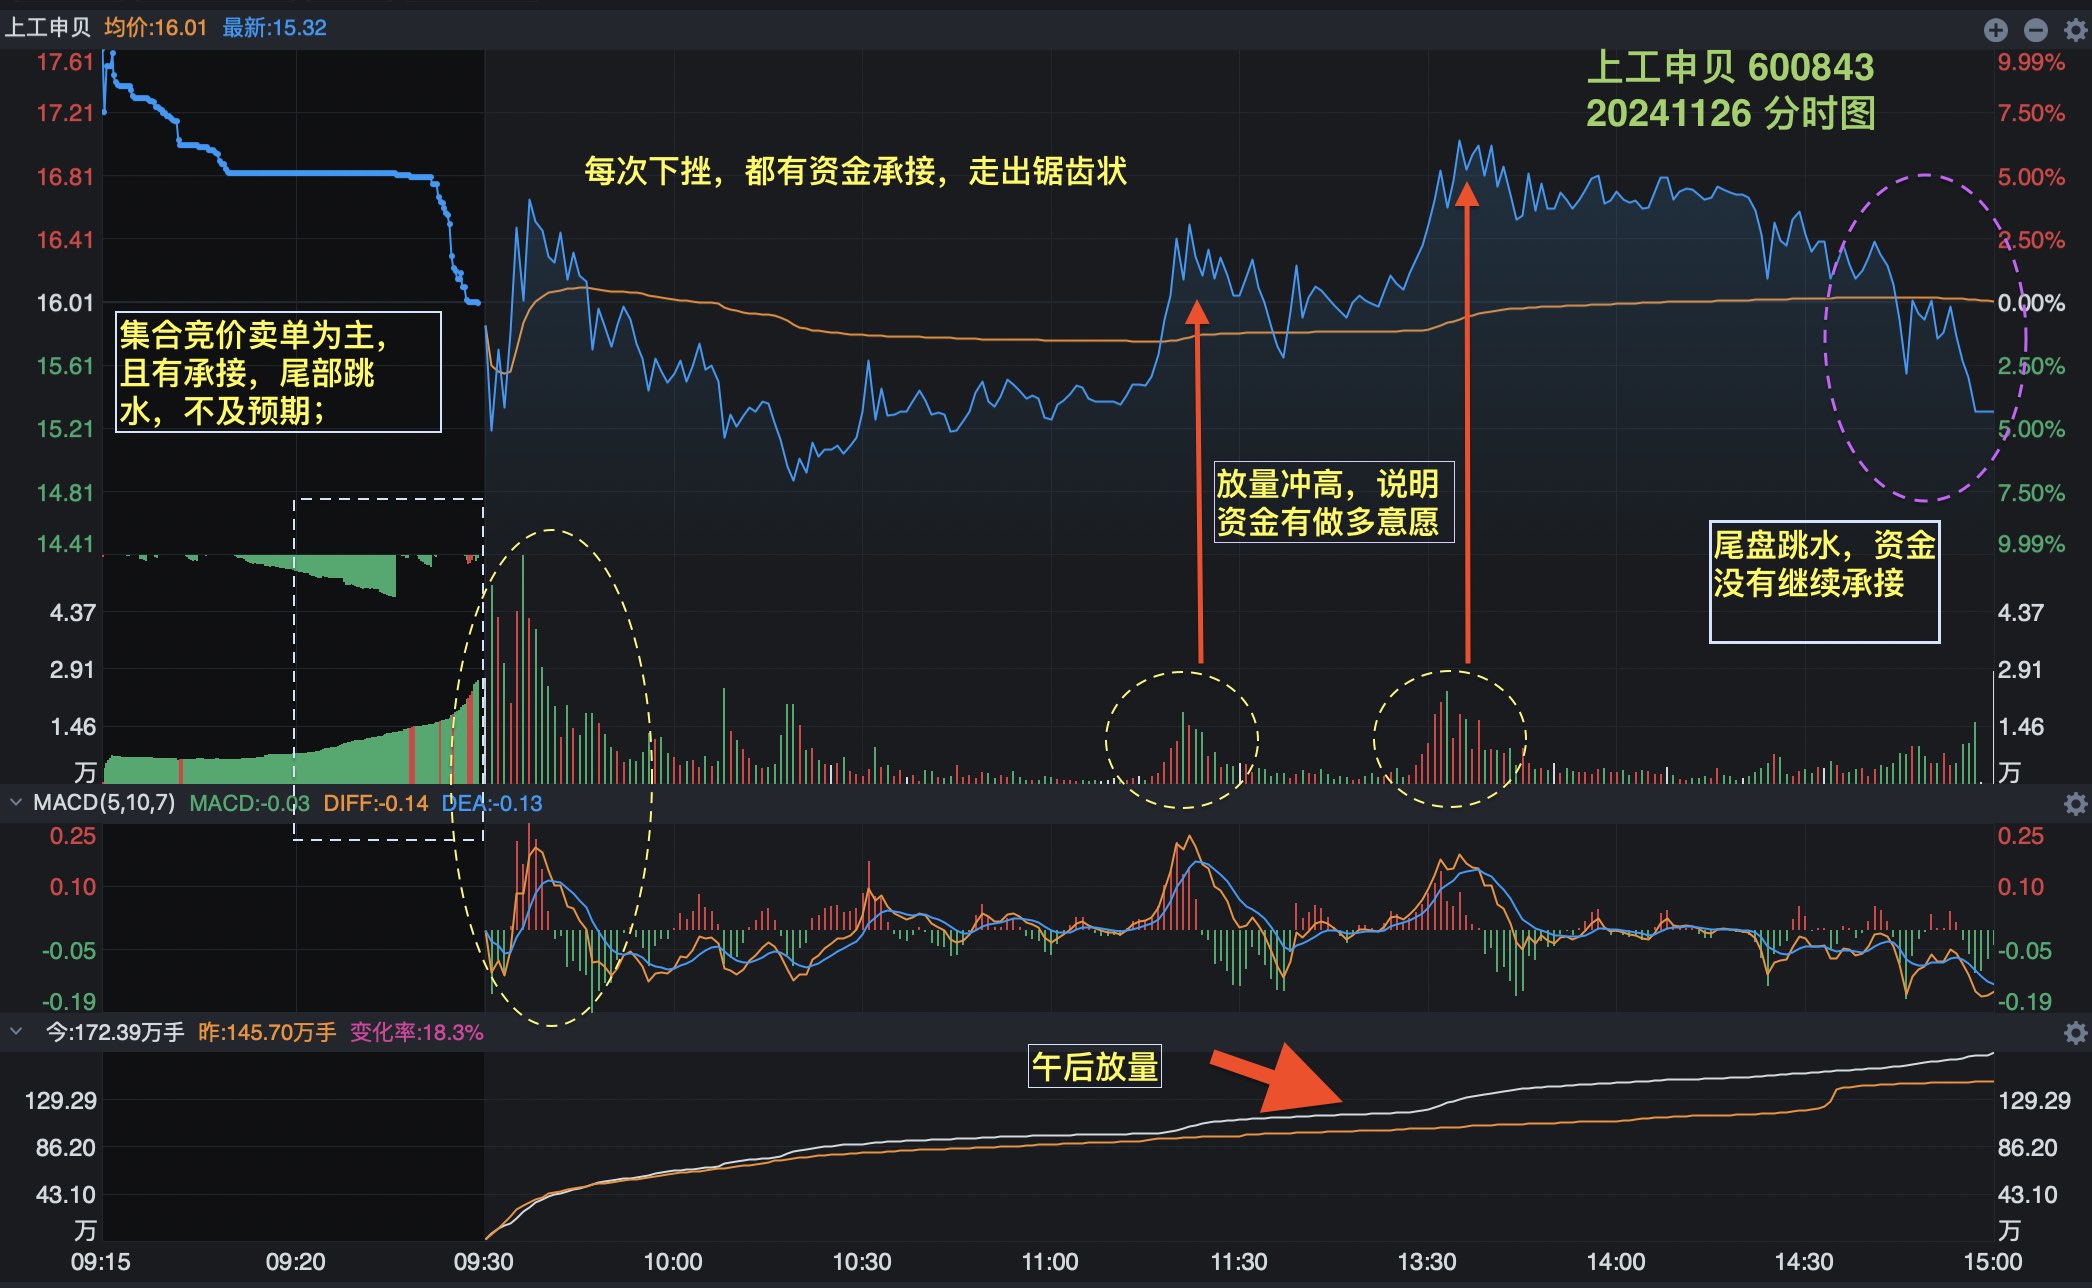 上工申贝 均价:16.01 最新:15.32
上工申贝 600843
20241126 分时图
17.61 9.99%
17.21 7.50%
16.81 5.00%
16.41 2.50%
16.01 0.00%
15.61 2.50%
15.21 5.00%
14.81 7.50%
14.41 9.99%
每次下挫，都有资金承接，走出锯齿状
集合竞价卖单为主，
且有承接，尾部跳
水，不及预期；
放量冲高，说明
资金有做多意愿
尾盘跳水，资金
没有继续承接
4.37 4.37
2.91 2.91
1.46 1.46
万 万
MACD(5,10,7) MACD:-0.03 DIFF:-0.14 DEA:-0.13
0.25 0.25
0.10 0.10
-0.05 -0.05
-0.19 -0.19
今:172.39万手 昨:145.70万手 变化率:18.3%
午后放量
129.29 129.29
86.20 86.20
43.10 43.10
万 万
09:15 09:20 09:30 10:00 10:30 11:00 11:30 13:30 14:00 14:30 15:00